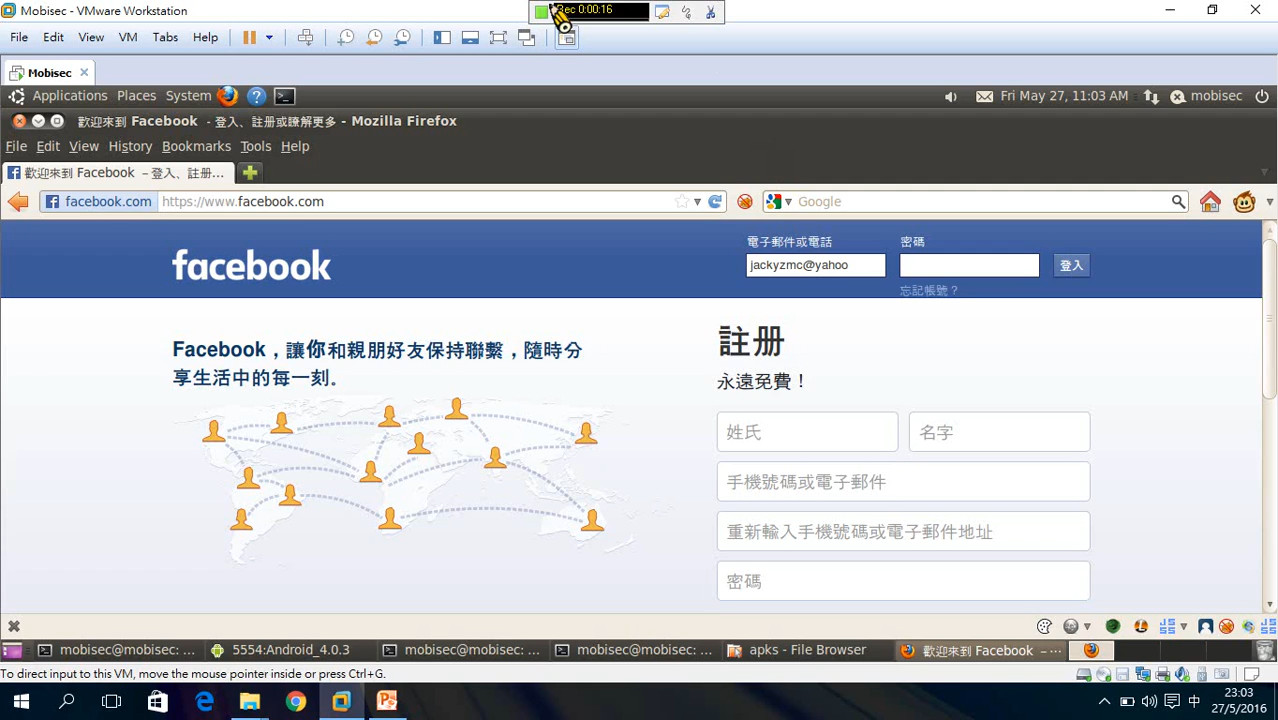 Mobisec - VMware Workstation
Rec 0:00:16
File Edit View VM Tabs Help
Mobisec
Applications Places System
Fri May 27, 11:03 AM mobisec
歡迎來到 Facebook - 登入、註冊或瞭解更多 - Mozilla Firefox
File Edit View History Bookmarks Tools Help
歡迎來到 Facebook －登入、註冊...
facebook.com https://www.facebook.com
Google
電子郵件或電話 密碼
facebook
jackyzmc@yahoo 登入
忘記帳號？
Facebook，讓你和親朋好友保持聯繫，隨時分
享生活中的每一刻。
註册
永遠免費！
姓氏 名字
手機號碼或電子郵件
重新輸入手機號碼或電子郵件地址
密碼
mobisec@mobisec: ... 5554:Android_4.0.3 mobisec@mobisec: ... mobisec@mobisec: ... apks - File Browser 歡迎來到 Facebook －...
To direct input to this VM, move the mouse pointer inside or press Ctrl+G.
中 23:03
27/5/2016